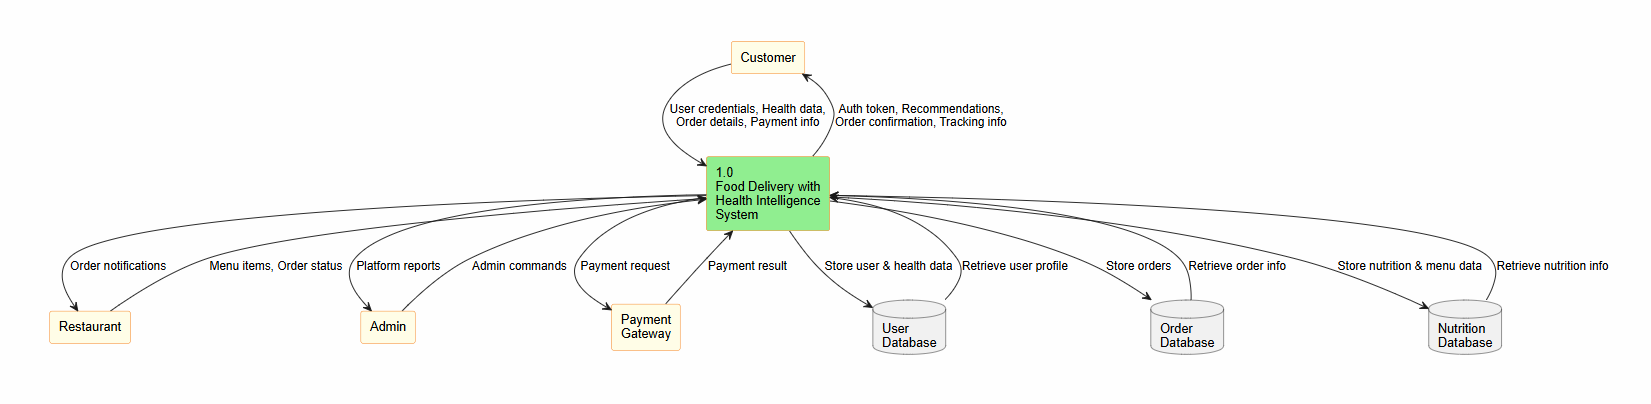 Customer
User credentials, Health data,
Order details, Payment info
Auth token, Recommendations,
Order confirmation, Tracking info
1.0
Food Delivery with
Health Intelligence
System
Order notifications
Menu items, Order status
Platform reports
Admin commands
Payment request
Payment result
Store user & health data
Retrieve user profile
Store orders
Retrieve order info
Store nutrition & menu data
Retrieve nutrition info
Restaurant
Admin
Payment
Gateway
User
Database
Order
Database
Nutrition
Database